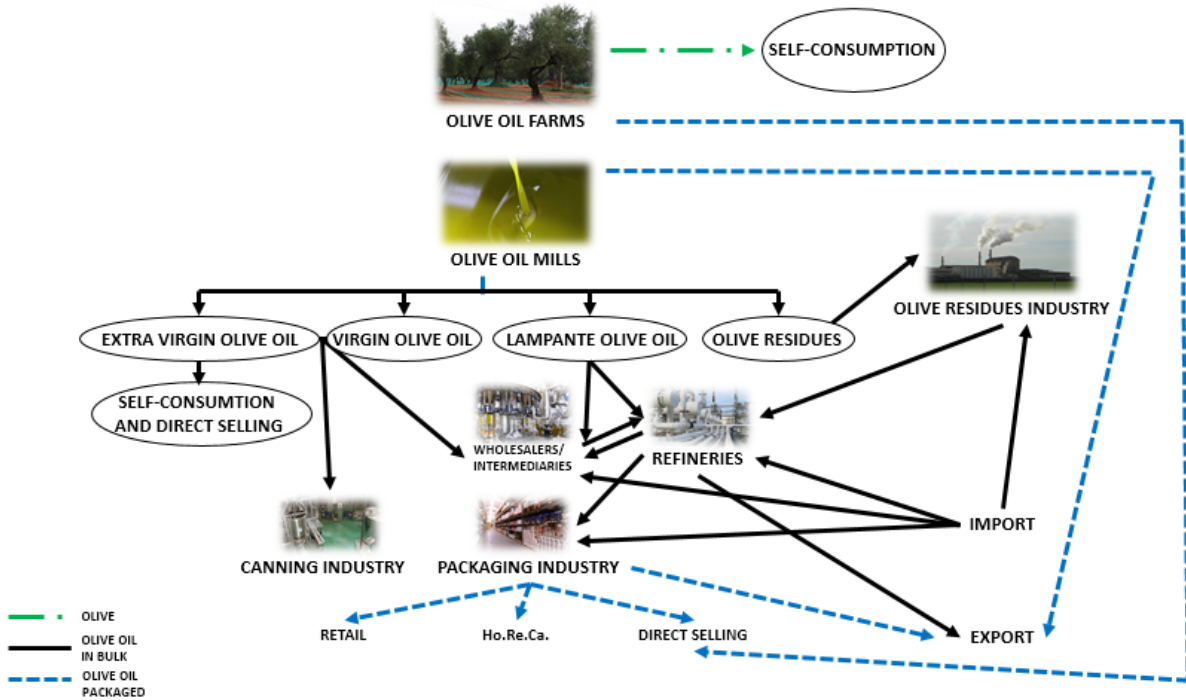 SELF-CONSUMPTION
OLIVE OIL FARMS
OLIVE OIL MILLS
OLIVE RESIDUES INDUSTRY
EXTRA VIRGIN OLIVE OIL
VIRGIN OLIVE OIL
LAMPANTE OLIVE OIL
OLIVE RESIDUES
SELF-CONSUMTION
AND DIRECT SELLING
WHOLESALERS/
INTERMEDIARIES
REFINERIES
IMPORT
CANNING INDUSTRY
PACKAGING INDUSTRY
RETAIL
Ho.Re.Ca.
DIRECT SELLING
EXPORT
OLIVE
OLIVE OIL
IN BULK
OLIVE OIL
PACKAGED